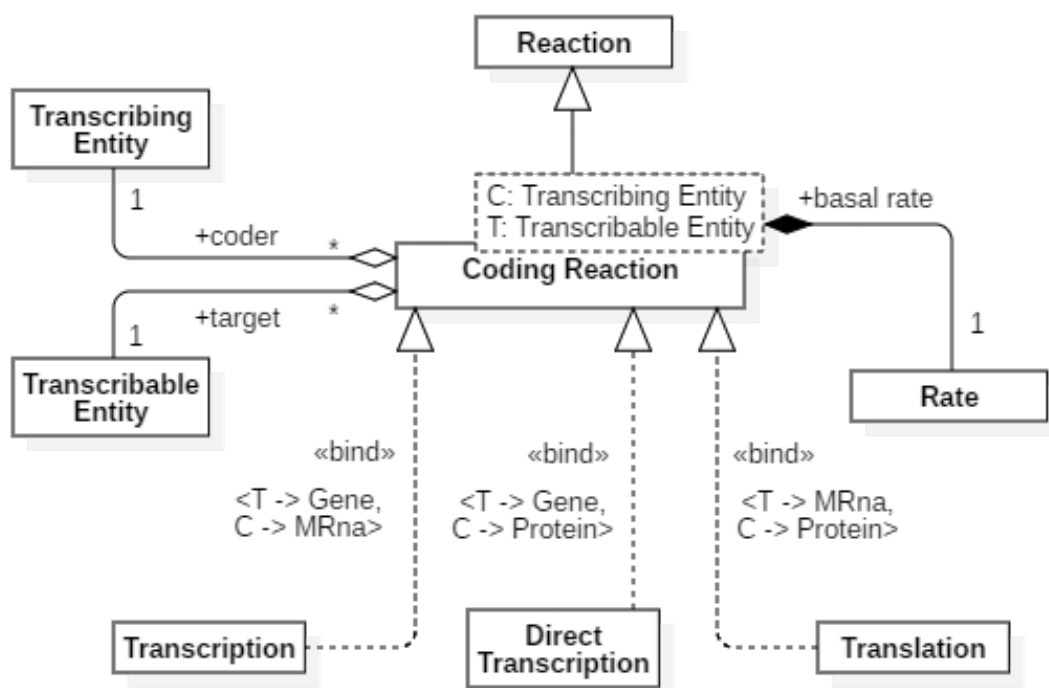 Reaction
Transcribing
Entity
1
+coder
*
C: Transcribing Entity
T: Transcribable Entity
+basal rate
Coding Reaction
+target
*
1
1
Transcribable
Entity
Rate
«bind»
<T -> Gene,
C -> MRna>
«bind»
<T -> Gene,
C -> Protein>
«bind»
<T -> MRna,
C -> Protein>
Transcription
Direct
Transcription
Translation